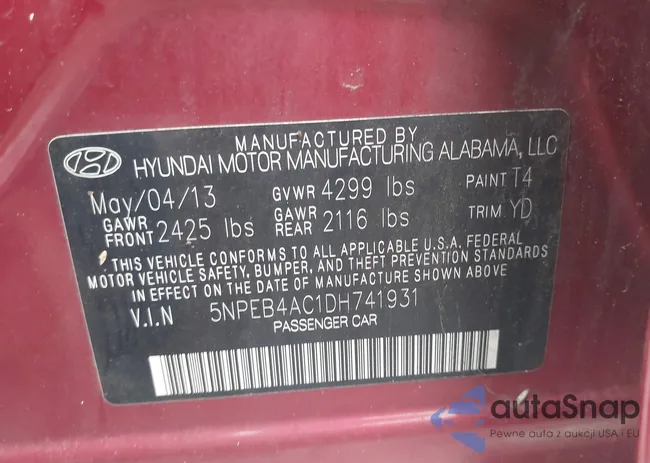 MANUFACTURED BY
HYUNDAI MOTOR MANUFACTURING ALABAMA, LLC
May/04/13 GVWR 4299 lbs PAINT T4
GAWR FRONT 2425 lbs GAWR REAR 2116 lbs TRIM YD
THIS VEHICLE CONFORMS TO ALL APPLICABLE U.S.A. FEDERAL
MOTOR VEHICLE SAFETY, BUMPER, AND THEFT PREVENTION STANDARDS
IN EFFECT ON THE DATE OF MANUFACTURE SHOWN ABOVE
V.I.N 5NPEB4AC1DH741931
PASSENGER CAR
autaSnap
Pewne auta z aukcji USA i EU